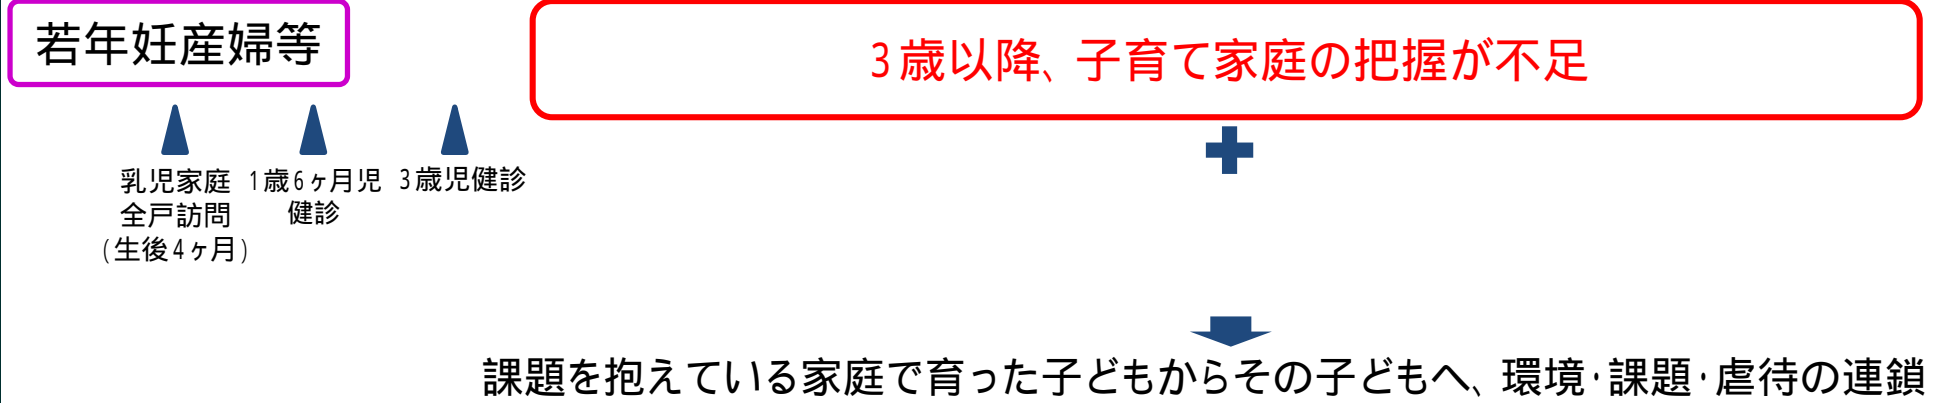 若年妊産婦等
3歳以降、子育て家庭の把握が不足
乳児家庭
全戸訪問
(生後4ヶ月)
1歳6ヶ月児
健診
3歳児健診
課題を抱えている家庭で育った子どもからその子どもへ、環境・課題・虐待の連鎖